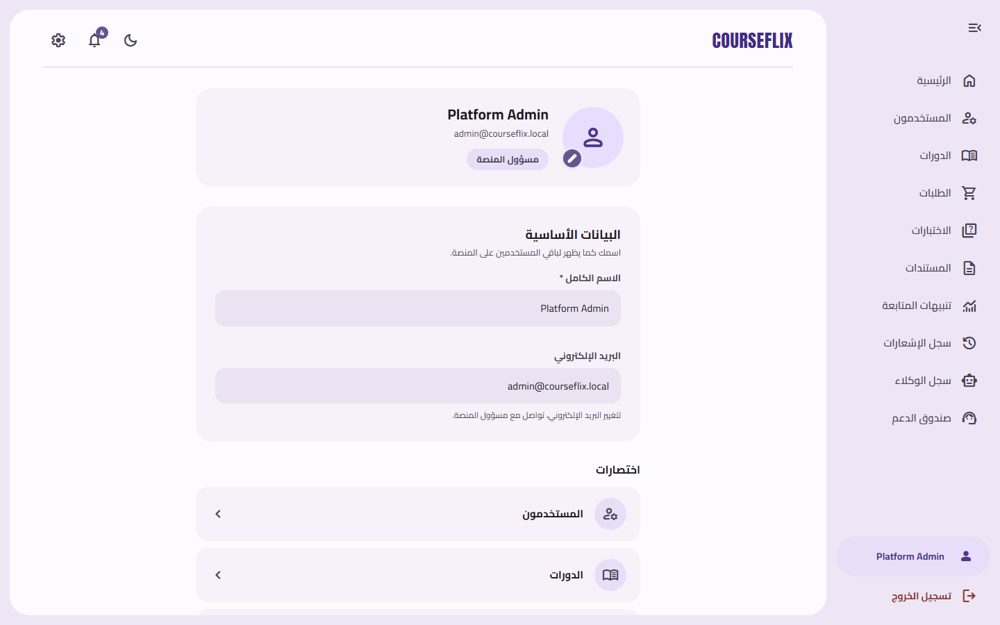 COURSEFLIX
4
الرئيسية
المستخدمون
الدورات
الطلبات
الاختبارات
المستندات
تنبيهات المتابعة
سجل الإشعارات
سجل الوكلاء
صندوق الدعم
Platform Admin
تسجيل الخروج
Platform Admin
admin@courseflix.local
مسؤول المنصة
البيانات الأساسية
اسمك كما يظهر لباقي المستخدمين على المنصة.
الاسم الكامل *
Platform Admin
البريد الإلكتروني
admin@courseflix.local
لتغيير البريد الإلكتروني، تواصل مع مسؤول المنصة.
اختصارات
المستخدمون
الدورات